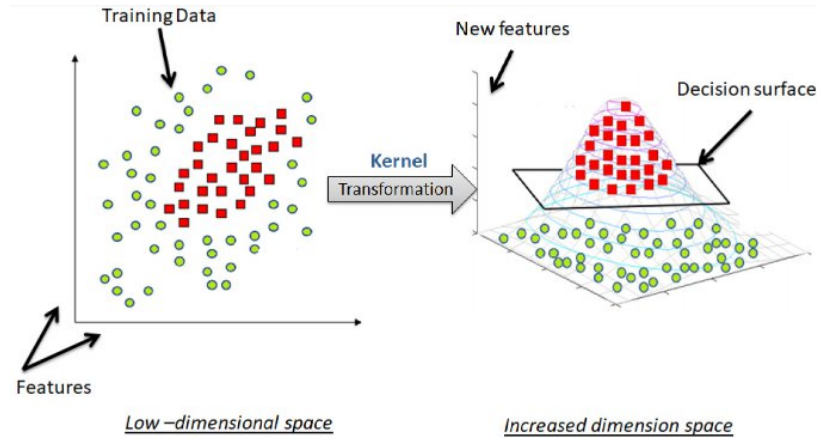 Training Data
New features
Decision surface
Kernel
Transformation
Features
Low –dimensional space
Increased dimension space